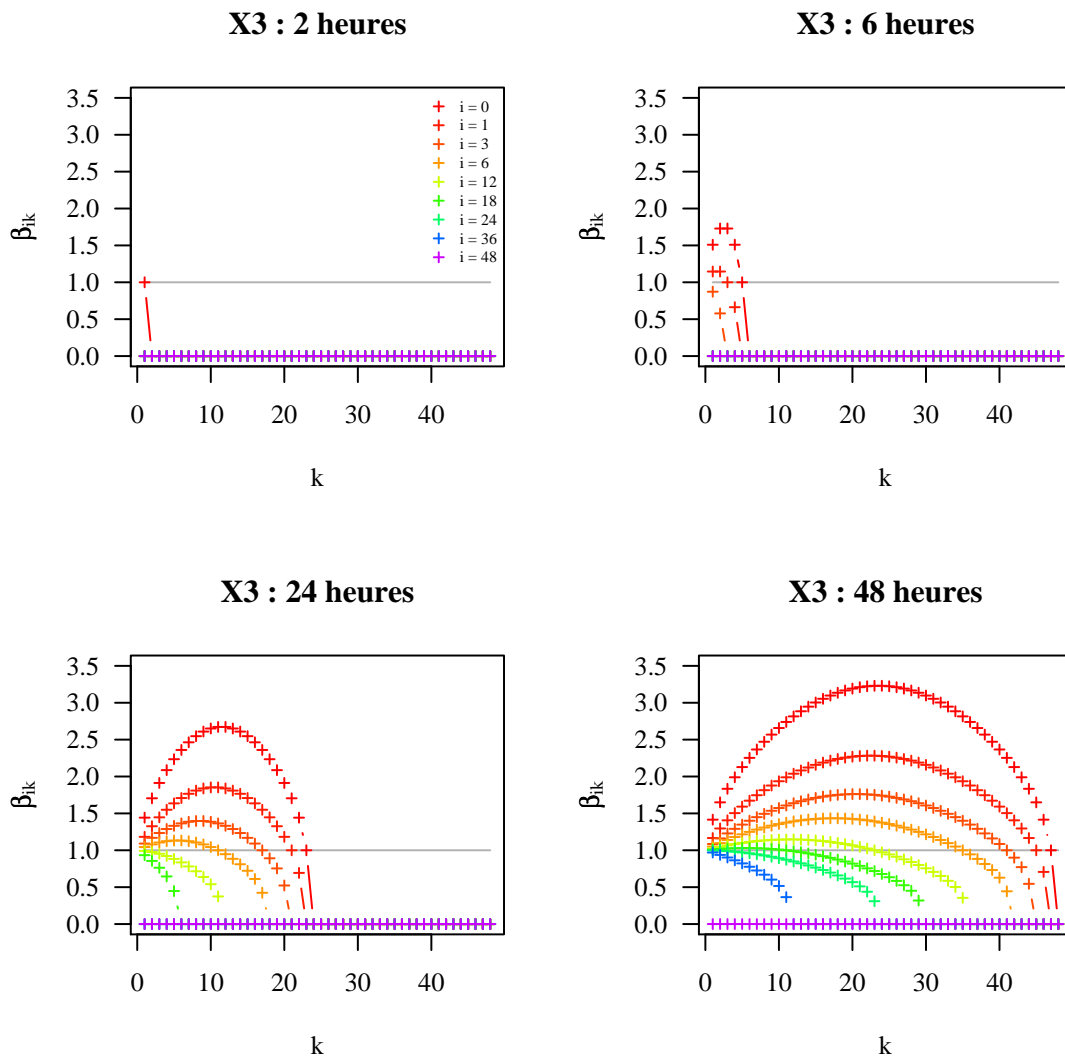 X3 : 2 heures
3.5
3.0
2.5
2.0
1.5
1.0
0.5
0.0
βik
0 10 20 30 40
k
i = 0
i = 1
i = 3
i = 6
i = 12
i = 18
i = 24
i = 36
i = 48
X3 : 6 heures
3.5
3.0
2.5
2.0
1.5
1.0
0.5
0.0
βik
0 10 20 30 40
k
X3 : 24 heures
3.5
3.0
2.5
2.0
1.5
1.0
0.5
0.0
βik
0 10 20 30 40
k
X3 : 48 heures
3.5
3.0
2.5
2.0
1.5
1.0
0.5
0.0
βik
0 10 20 30 40
k